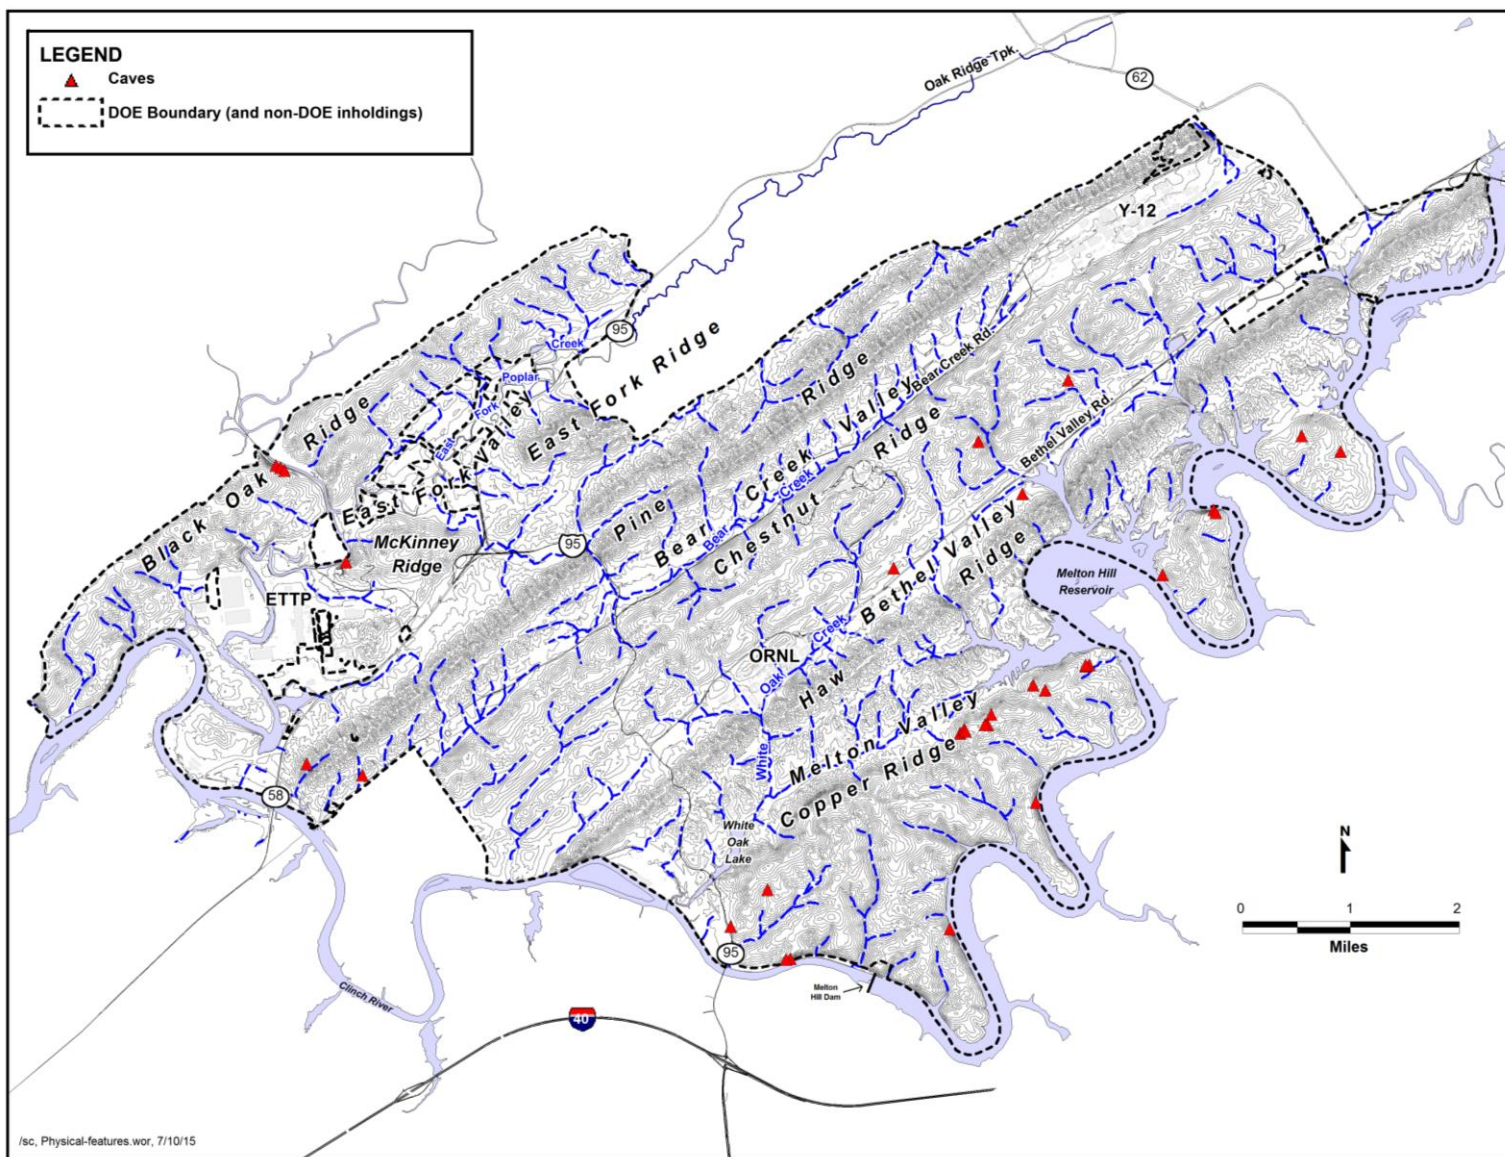 LEGEND
Caves
DOE Boundary (and non-DOE inholdings)
Oak Ridge Tpk.
62
Y-12
95
Creek
Poplar
Fork
East
East Fork Ridge
Black Oak Ridge
East Fork Valley
McKinney
Ridge
ETTP
95
Pine Ridge
Bear Creek Valley
Bear Creek Rd.
Bear Creek
Chestnut Ridge
Bethel Valley Rd.
Bethel Valley
Melton Hill
Reservoir
ORNL
White Oak Creek
Haw Ridge
Melton Valley
Copper Ridge
58
White
Oak
Lake
95
Melton
Hill Dam
Clinch River
40
N
0 1 2
Miles
/sc, Physical-features.wor, 7/10/15